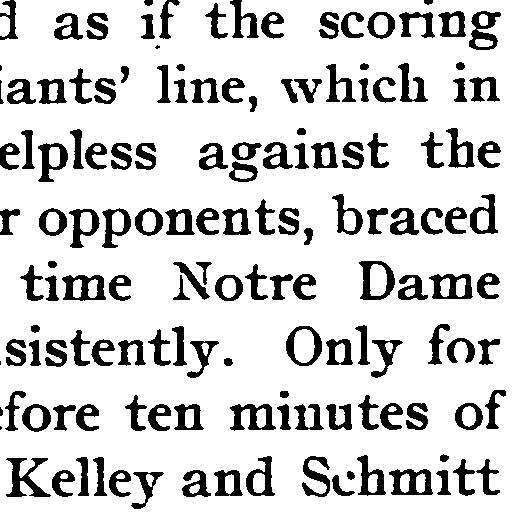 d as if the scoring
iants' line, which in
elpless against the
r opponents, braced
time Notre Dame
sistently. Only for
efore ten minutes of
Kelley and Schmitt